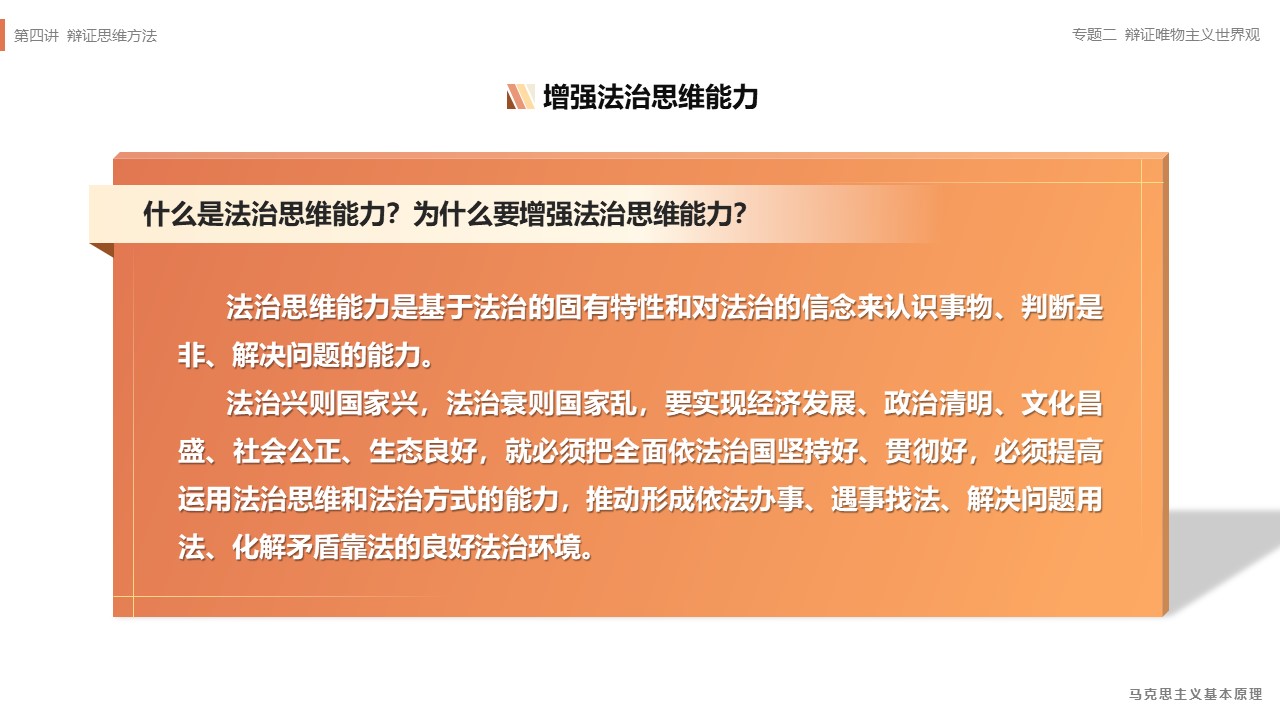 第四讲 辩证思维方法
专题二 辩证唯物主义世界观
增强法治思维能力
什么是法治思维能力？为什么要增强法治思维能力？
法治思维能力是基于法治的固有特性和对法治的信念来认识事物、判断是
非、解决问题的能力。
法治兴则国家兴，法治衰则国家乱，要实现经济发展、政治清明、文化昌
盛、社会公正、生态良好，就必须把全面依法治国坚持好、贯彻好，必须提高
运用法治思维和法治方式的能力，推动形成依法办事、遇事找法、解决问题用
法、化解矛盾靠法的良好法治环境。
马克思主义基本原理